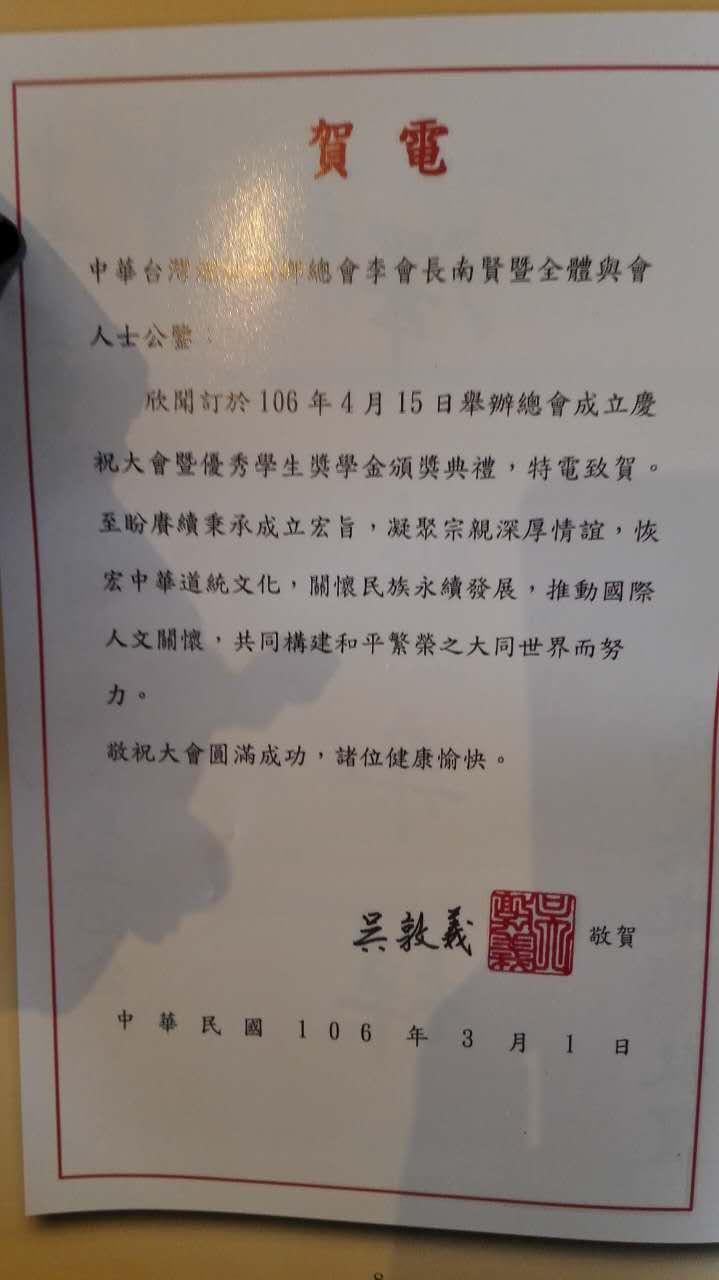 賀電
中華台灣鄉總會李會長南賢暨全體與會
人士公鑒：
欣聞訂於106年4月15日舉辦總會成立慶
祝大會暨優秀學生獎學金頒獎典禮，特電致賀。
至盼賡續秉承成立宏旨，凝聚宗親深厚情誼，恢
宏中華道統文化，關懷民族永續發展，推動國際
人文關懷，共同構建和平繁榮之大同世界而努
力。
敬祝大會圓滿成功，諸位健康愉快。
吳敦義 吳敦義 敬賀
中華民國106年3月1日
8